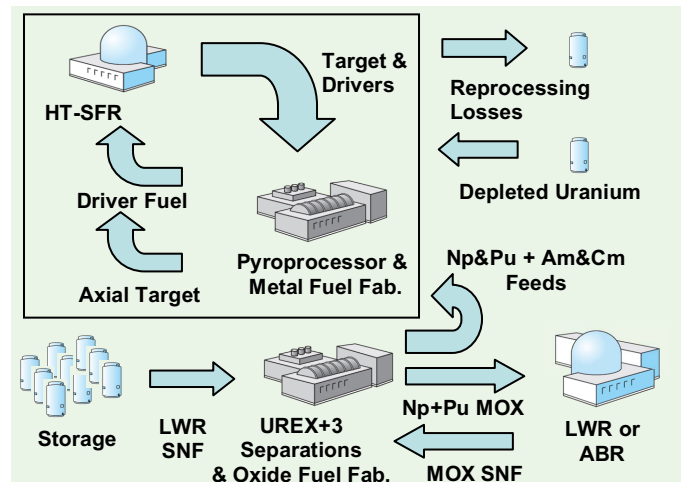 Target &
Drivers
HT-SFR
Reprocessing
Losses
Driver Fuel
Depleted Uranium
Pyroprocessor &
Metal Fuel Fab.
Axial Target
Np&Pu + Am&Cm
Feeds
Storage
LWR
SNF
UREX+3
Separations
& Oxide Fuel Fab.
Np+Pu MOX
MOX SNF
LWR or
ABR